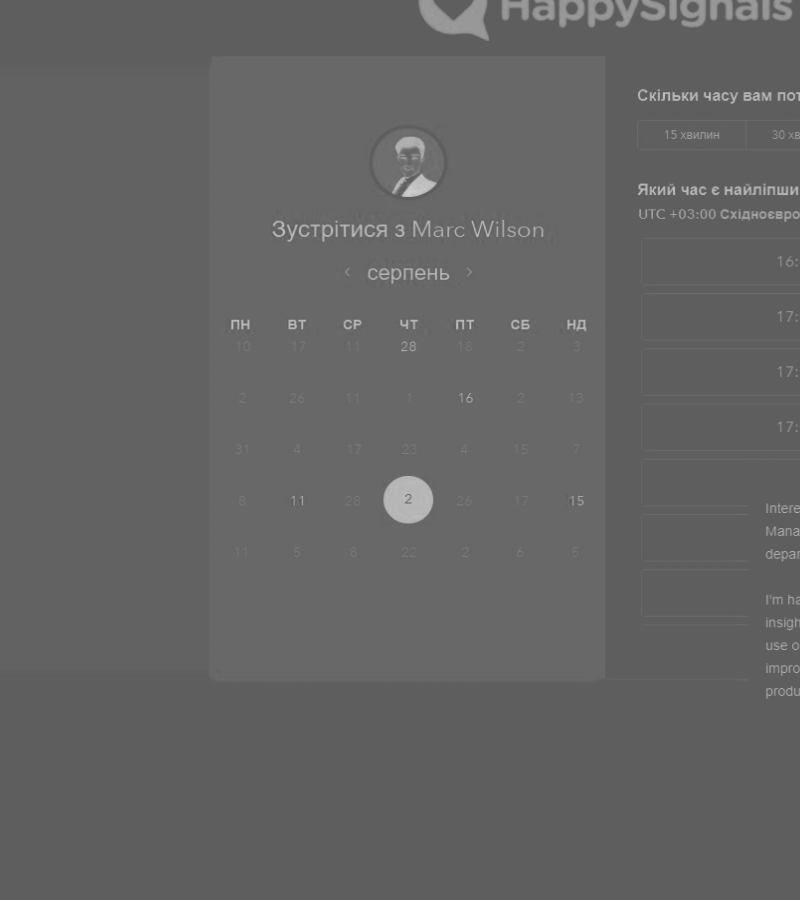 HappySignals
Зустрітися з Marc Wilson
‹ серпень ›
ПН ВТ СР ЧТ ПТ СБ НД
10 17 11 28 18 2 3
2 26 11 1 16 2 13
31 4 17 23 4 15 7
8 11 28 2 26 17 15
11 5 8 22 2 6 5
Скільки часу вам пот
15 хвилин 30 хв
Який час є найліпши
UTC +03:00 Східноєвро
16:
17:
17:
17:
Intere
Mana
depar
I'm ha
insigh
use o
impro
produ